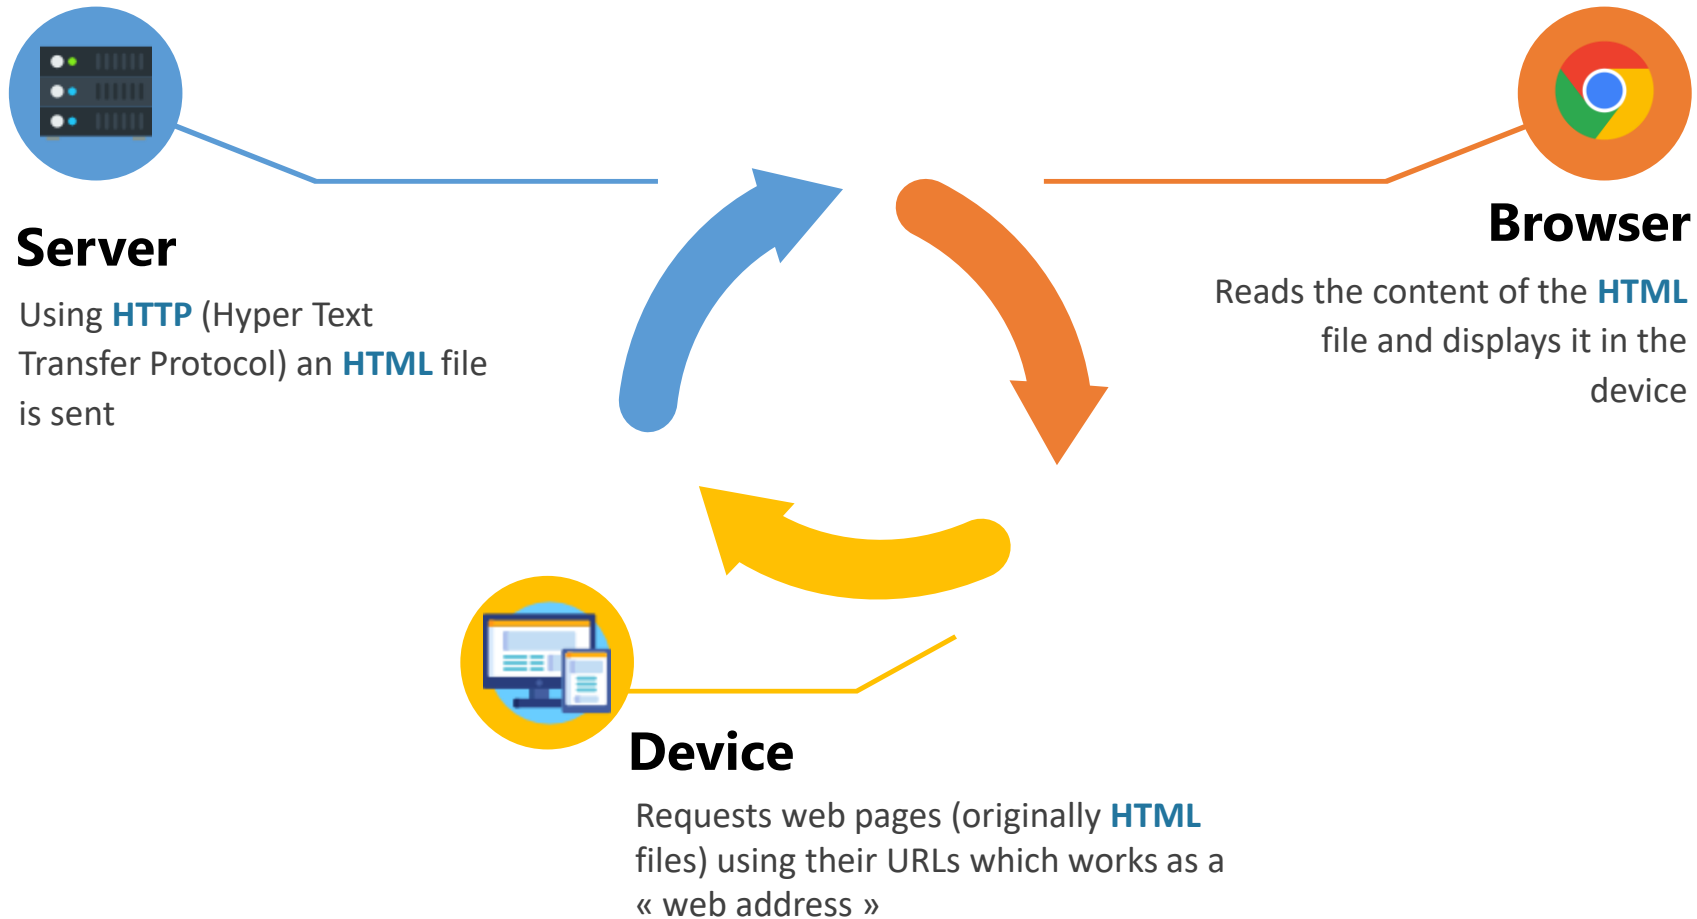 Server
Using HTTP (Hyper Text
Transfer Protocol) an HTML file
is sent
Browser
Reads the content of the HTML
file and displays it in the
device
Device
Requests web pages (originally HTML
files) using their URLs which works as a
« web address »